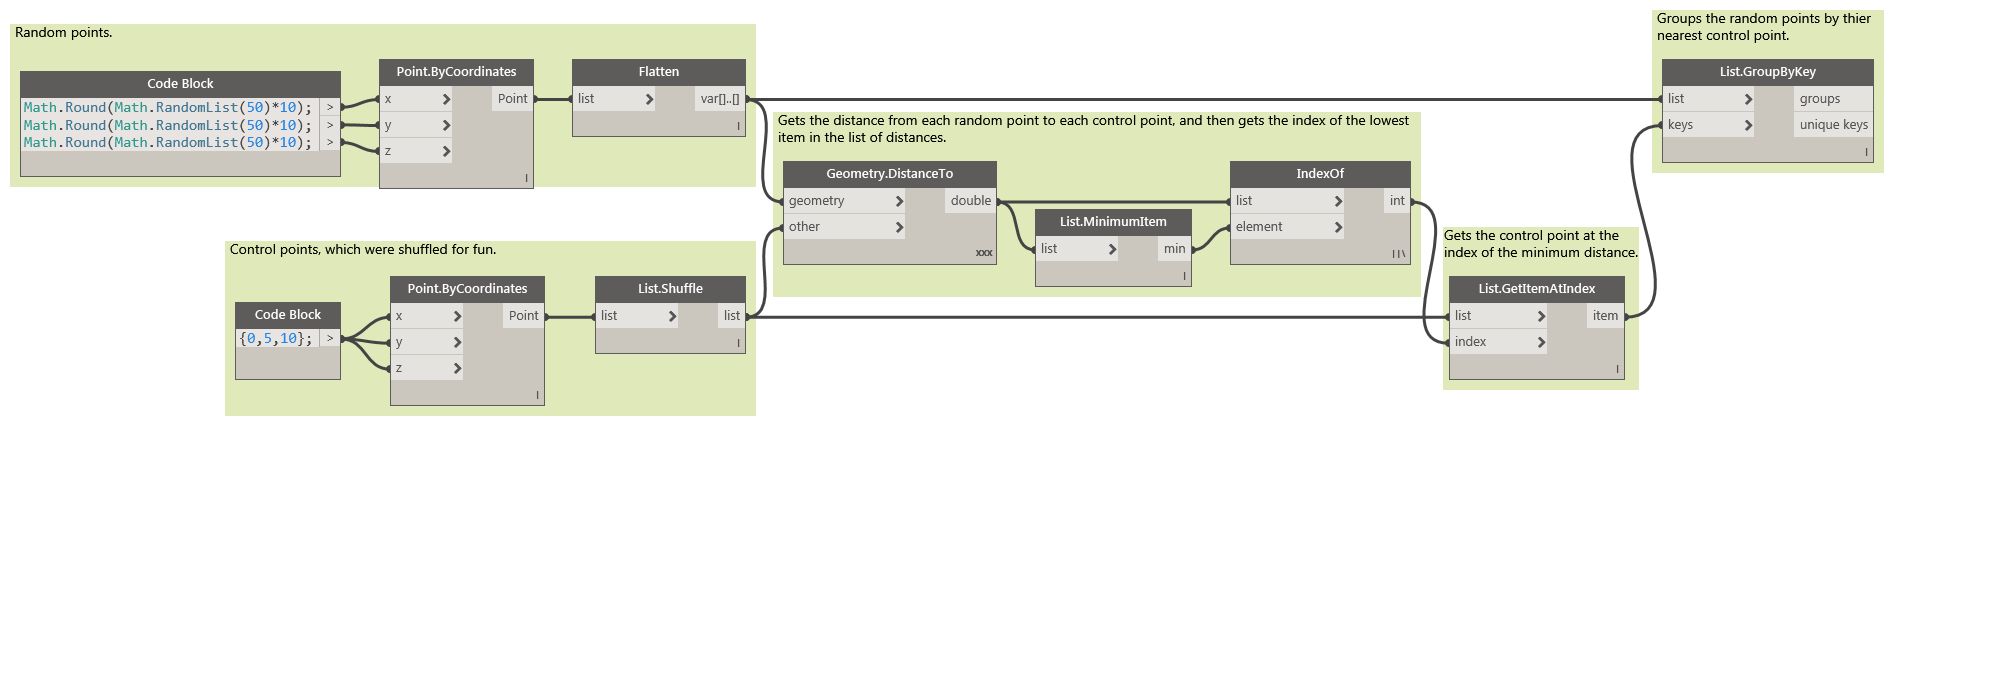 Random points.
Code Block
Math.Round(Math.RandomList(50)*10); >
Math.Round(Math.RandomList(50)*10); >
Math.Round(Math.RandomList(50)*10); >
Point.ByCoordinates
x > Point
y >
z >
|
Flatten
list > var[]..[]
|
Groups the random points by thier
nearest control point.
List.GroupByKey
list > groups
keys > unique keys
|
Gets the distance from each random point to each control point, and then gets the index of the lowest
item in the list of distances.
Geometry.DistanceTo
geometry > double
other >
xxx
List.MinimumItem
list > min
|
IndexOf
list > int
element >
| | \
Control points, which were shuffled for fun.
Code Block
{0,5,10}; >
Point.ByCoordinates
x > Point
y >
z >
|
List.Shuffle
list > list
|
Gets the control point at the
index of the minimum distance.
List.GetItemAtIndex
list > item
index >
|